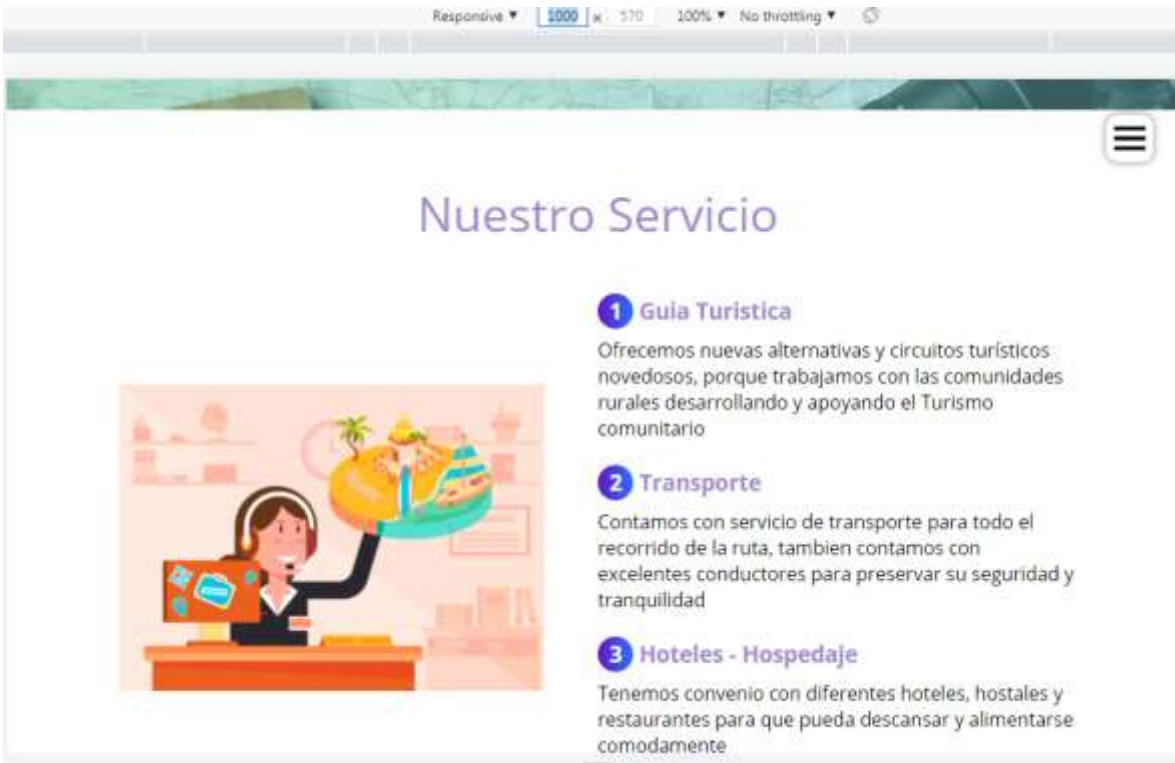 Responsive ▼ 1000 x 570 100% ▼ No throttling ▼
Nuestro Servicio
1 Guia Turistica
Ofrecemos nuevas alternativas y circuitos turísticos
novedosos, porque trabajamos con las comunidades
rurales desarrollando y apoyando el Turismo
comunitario
2 Transporte
Contamos con servicio de transporte para todo el
recorrido de la ruta, tambien contamos con
excelentes conductores para preservar su seguridad y
tranquilidad
3 Hoteles - Hospedaje
Tenemos convenio con diferentes hoteles, hostales y
restaurantes para que pueda descansar y alimentarse
comodamente